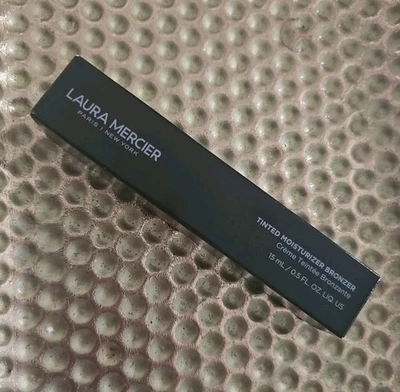 LAURA MERCIER
PARIS / NEW YORK
TINTED MOISTURIZER BRONZER
Crème Teintée Bronzante
15 mL / 0.5 FL. OZ. LIQ. US